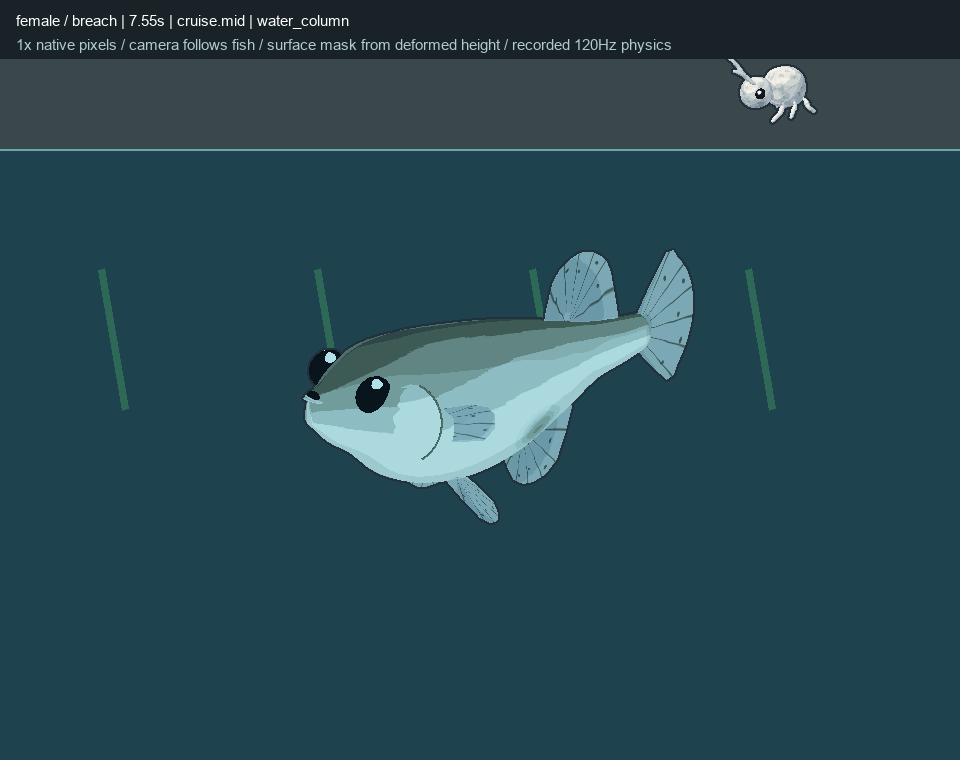 female / breach | 7.55s | cruise.mid | water_column
1x native pixels / camera follows fish / surface mask from deformed height / recorded 120Hz physics